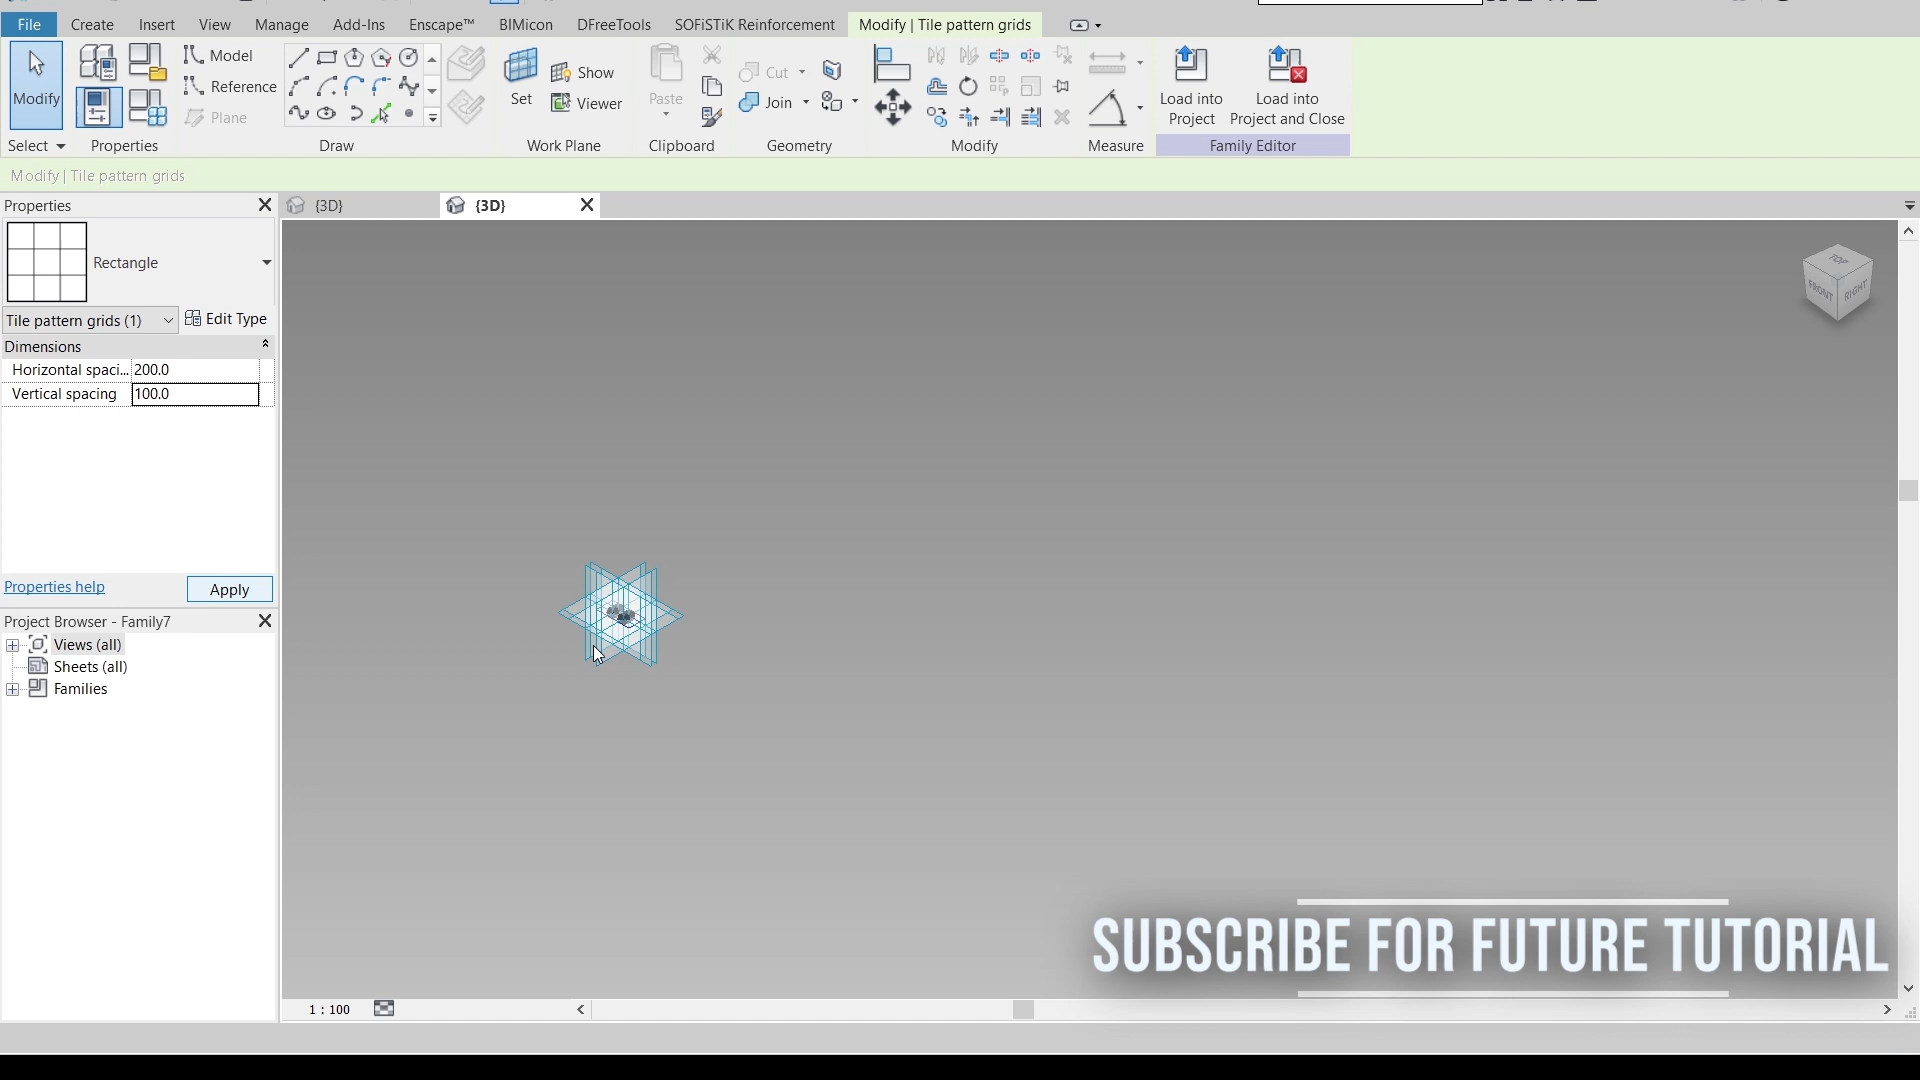 File Create Insert View Manage Add-Ins Enscape™ BIMicon DFreeTools SOFiSTiK Reinforcement Modify | Tile pattern grids
Modify
Model
Reference
Plane
Set
Show
Viewer
Paste
Cut
Join
Load into Project
Load into Project and Close
Select Properties Draw Work Plane Clipboard Geometry Modify Measure Family Editor
Modify | Tile pattern grids
Properties
{3D}
{3D}
Rectangle
Tile pattern grids (1) Edit Type
Dimensions
Horizontal spaci... 200.0
Vertical spacing 100.0
TOP
FRONT
RIGHT
Properties help Apply
Project Browser - Family7
Views (all)
Sheets (all)
Families
SUBSCRIBE FOR FUTURE TUTORIAL
1 : 100